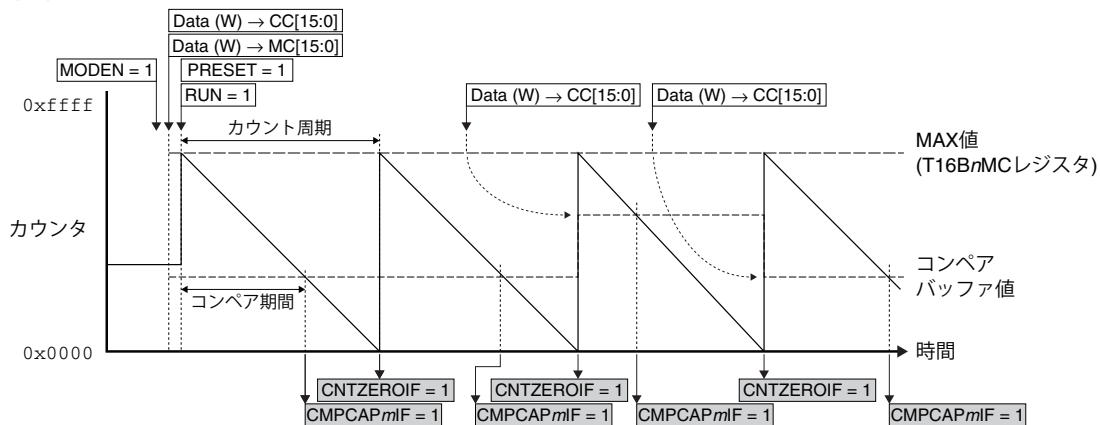 Data (W) → CC[15:0]
Data (W) → MC[15:0]
MODEN = 1
PRESET = 1
RUN = 1
Data (W) → CC[15:0]
Data (W) → CC[15:0]
0xffff
カウント周期
MAX値
(T16BnMCレジスタ)
カウンタ
コンペア
バッファ値
コンペア期間
0x0000
時間
CNTZEROIF = 1
CNTZEROIF = 1
CNTZEROIF = 1
CMPCAPmIF = 1
CMPCAPmIF = 1
CMPCAPmIF = 1
CMPCAPmIF = 1